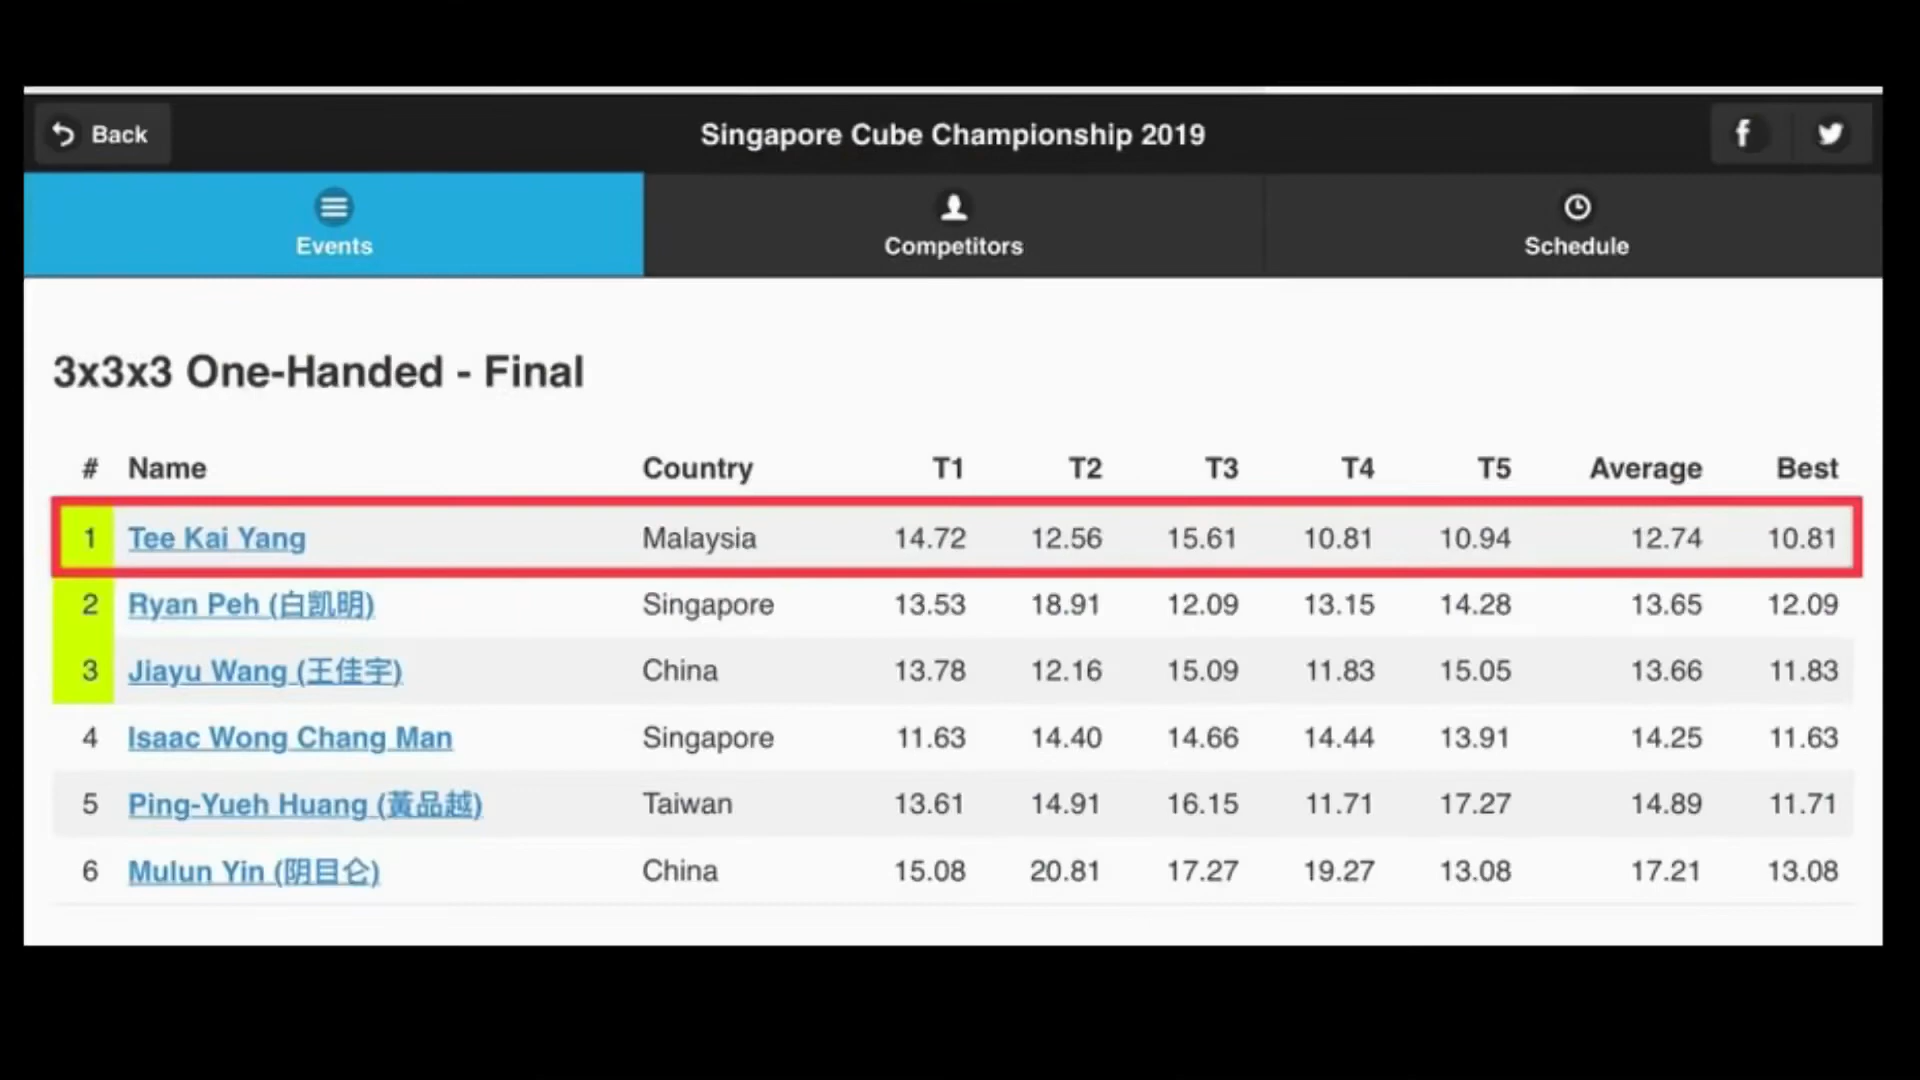 Back
Singapore Cube Championship 2019
Events
Competitors
Schedule
3x3x3 One-Handed - Final
# Name Country T1 T2 T3 T4 T5 Average Best
1 Tee Kai Yang Malaysia 14.72 12.56 15.61 10.81 10.94 12.74 10.81
2 Ryan Peh (白凯明) Singapore 13.53 18.91 12.09 13.15 14.28 13.65 12.09
3 Jiayu Wang (王佳宇) China 13.78 12.16 15.09 11.83 15.05 13.66 11.83
4 Isaac Wong Chang Man Singapore 11.63 14.40 14.66 14.44 13.91 14.25 11.63
5 Ping-Yueh Huang (黃品越) Taiwan 13.61 14.91 16.15 11.71 17.27 14.89 11.71
6 Mulun Yin (阴目仑) China 15.08 20.81 17.27 19.27 13.08 17.21 13.08